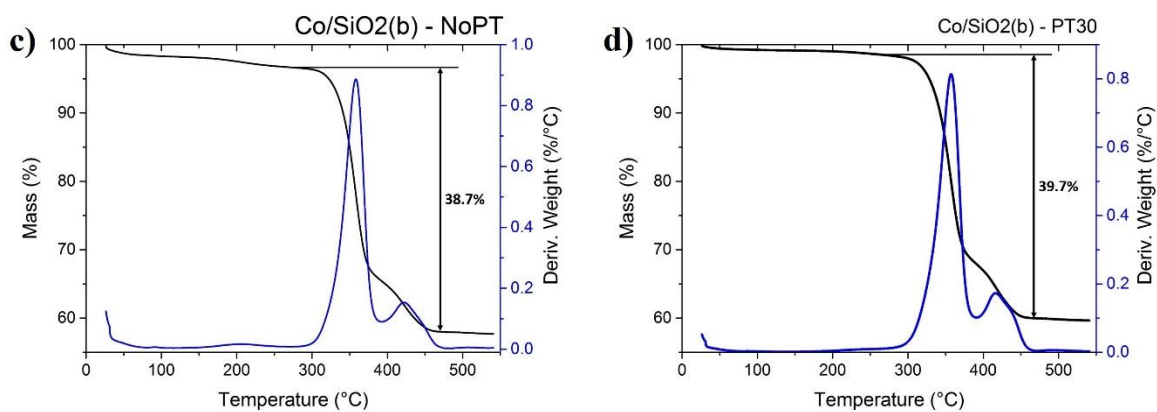 c)
Co/SiO2(b) - NoPT
100
90
80
70
60
Mass (%)
38.7%
1.0
0.8
0.6
0.4
0.2
0.0
Deriv. Weight (%/°C)
0 100 200 300 400 500
Temperature (°C)
d)
Co/SiO2(b) - PT30
100
90
80
70
60
Mass (%)
39.7%
0.8
0.6
0.4
0.2
0.0
Deriv. Weight (%/°C)
0 100 200 300 400 500
Temperature (°C)